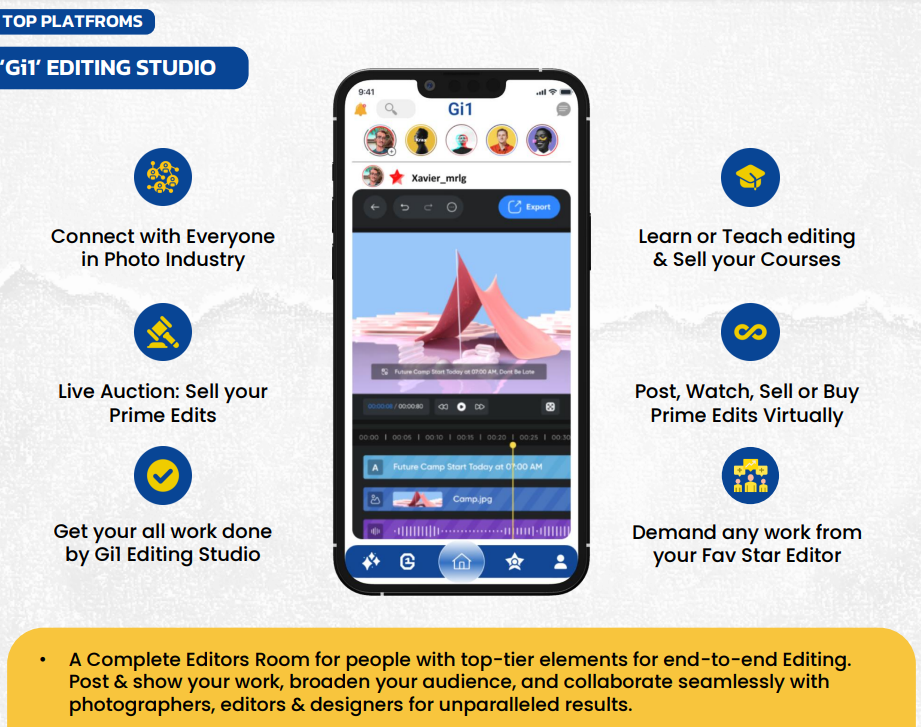 TOP PLATFROMS
'Gi1' EDITING STUDIO
9:41
Gi1
Xavier_mrlg
Export
Future Camp Start Today at 07:00 AM, Dont Be Late
00:00:08 / 00:00:80
00:00 | 00:05 | 00:10 | 00:15 | 00:20 | 00:25 | 00:30
A Future Camp Start Today at 07:00 AM
Camp.jpg
Connect with Everyone
in Photo Industry
Live Auction: Sell your
Prime Edits
Get your all work done
by Gi1 Editing Studio
Learn or Teach editing
& Sell your Courses
Post, Watch, Sell or Buy
Prime Edits Virtually
Demand any work from
your Fav Star Editor
• A Complete Editors Room for people with top-tier elements for end-to-end Editing.
Post & show your work, broaden your audience, and collaborate seamlessly with
photographers, editors & designers for unparalleled results.